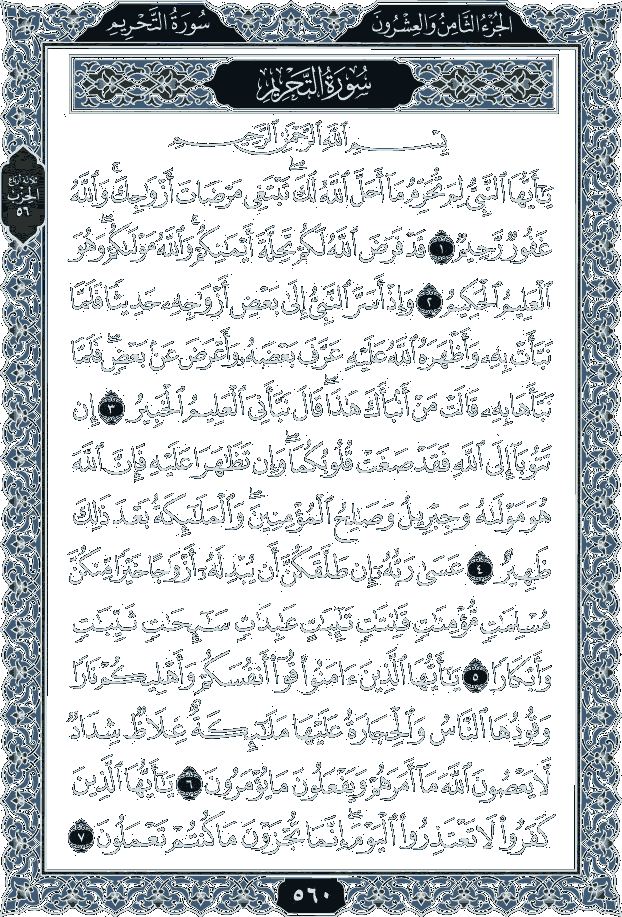 سُورَةُ التَّحْرِيمِ
الجُزْءُ الثَّامِنُ وَالعِشْرُونَ
سُورَةُ التَّحْرِيمِ
ثلاثة أرباع
الحزب
٥٦
بِسْمِ ٱللَّهِ ٱلرَّحْمَٰنِ ٱلرَّحِيمِ
يَٰٓأَيُّهَا ٱلنَّبِيُّ لِمَ تُحَرِّمُ مَآ أَحَلَّ ٱللَّهُ لَكَۖ تَبْتَغِي مَرْضَاتَ أَزْوَٰجِكَۚ وَٱللَّهُ
غَفُورٌ رَّحِيمٌ ١ قَدْ فَرَضَ ٱللَّهُ لَكُمْ تَحِلَّةَ أَيْمَٰنِكُمْۚ وَٱللَّهُ مَوْلَىٰكُمْۖ وَهُوَ
ٱلْعَلِيمُ ٱلْحَكِيمُ ٢ وَإِذْ أَسَرَّ ٱلنَّبِيُّ إِلَىٰ بَعْضِ أَزْوَٰجِهِۦ حَدِيثًا فَلَمَّا
نَبَّأَتْ بِهِۦ وَأَظْهَرَهُ ٱللَّهُ عَلَيْهِ عَرَّفَ بَعْضَهُۥ وَأَعْرَضَ عَنۢ بَعْضٖۖ فَلَمَّا
نَبَّأَهَا بِهِۦ قَالَتْ مَنْ أَنۢبَأَكَ هَٰذَاۖ قَالَ نَبَّأَنِيَ ٱلْعَلِيمُ ٱلْخَبِيرُ ٣ إِن
تَتُوبَآ إِلَى ٱللَّهِ فَقَدْ صَغَتْ قُلُوبُكُمَاۖ وَإِن تَظَٰهَرَا عَلَيْهِ فَإِنَّ ٱللَّهَ
هُوَ مَوْلَىٰهُ وَجِبْرِيلُ وَصَٰلِحُ ٱلْمُؤْمِنِينَۖ وَٱلْمَلَٰٓئِكَةُ بَعْدَ ذَٰلِكَ
ظَهِيرٌ ٤ عَسَىٰ رَبُّهُۥٓ إِن طَلَّقَكُنَّ أَن يُبْدِلَهُۥٓ أَزْوَٰجًا خَيْرًا مِّنكُنَّ
مُسْلِمَٰتٖ مُّؤْمِنَٰتٖ قَٰنِتَٰتٖ تَٰٓئِبَٰتٍ عَٰبِدَٰتٖ سَٰٓئِحَٰتٖ ثَيِّبَٰتٖ
وَأَبْكَارًا ٥ يَٰٓأَيُّهَا ٱلَّذِينَ ءَامَنُوا۟ قُوٓا۟ أَنفُسَكُمْ وَأَهْلِيكُمْ نَارًا
وَقُودُهَا ٱلنَّاسُ وَٱلْحِجَارَةُ عَلَيْهَا مَلَٰٓئِكَةٌ غِلَاظٌ شِدَادٌ
لَّا يَعْصُونَ ٱللَّهَ مَآ أَمَرَهُمْ وَيَفْعَلُونَ مَا يُؤْمَرُونَ ٦ يَٰٓأَيُّهَا ٱلَّذِينَ
كَفَرُوا۟ لَا تَعْتَذِرُوا۟ ٱلْيَوْمَۖ إِنَّمَا تُجْزَوْنَ مَا كُنتُمْ تَعْمَلُونَ ٧
٥٦٠